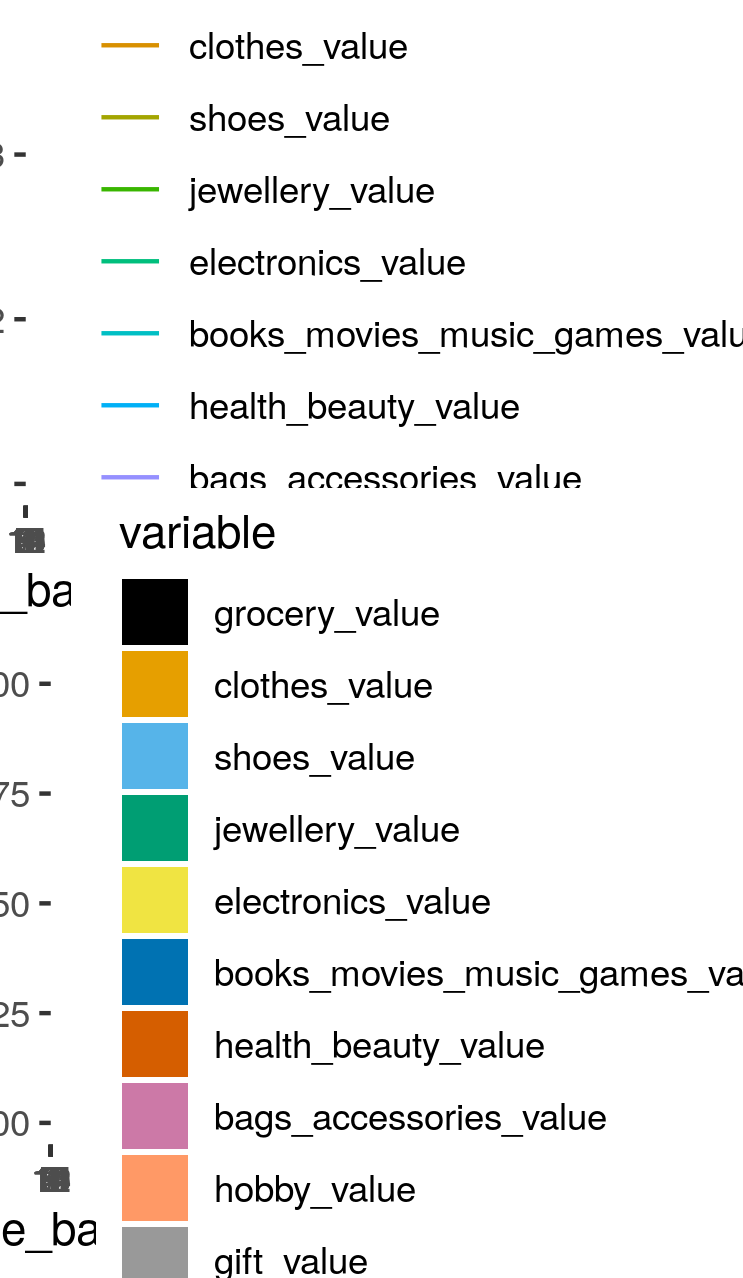 clothes_value
shoes_value
3
jewellery_value
electronics_value
2
books_movies_music_games_valu
health_beauty_value
bags_accessories_value
variable
_ba
grocery_value
00
clothes_value
shoes_value
75
jewellery_value
50
electronics_value
books_movies_music_games_va
25
health_beauty_value
00
bags_accessories_value
hobby_value
e_ba
gift_value